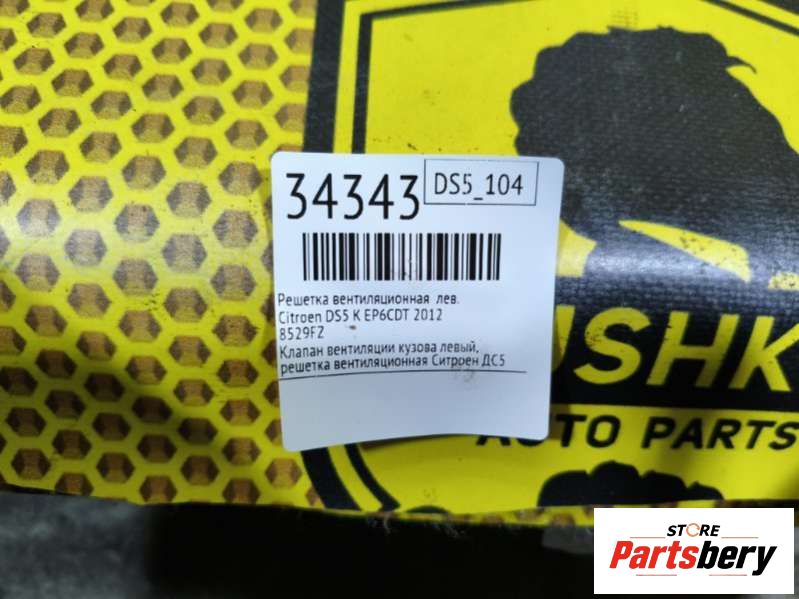 34343
DS5_104
Решетка вентиляционная лев.
Citroen DS5 K EP6CDT 2012
8529FZ
Клапан вентиляции кузова левый,
решетка вентиляционная Ситроен ДС5
USHK
AUTO PARTS
STORE
Partsbery